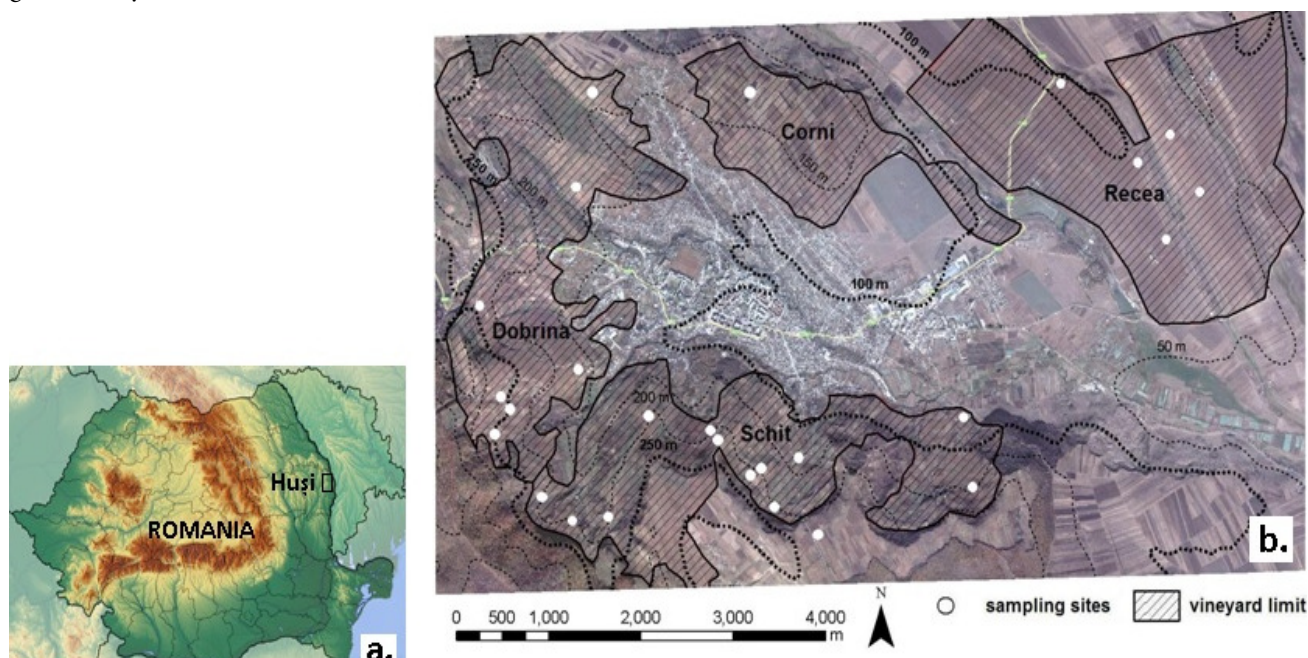 100 m
Corni
150 m
250 m
200 m
Recea
100 m
Dobrina
50 m
200 m
Schit
250 m
Huși
ROMANIA
a.
b.
N
0 500 1,000 2,000 3,000 4,000
m
sampling sites
vineyard limit